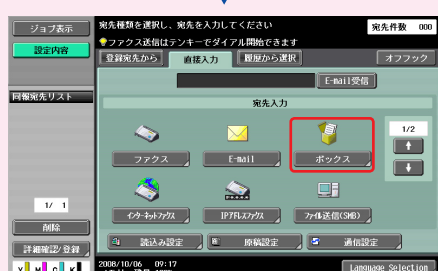 ジョブ表示
設定内容
宛先種類を選択し、宛先を入力してください
ファクス送信はテンキーでダイアル開始できます
宛先件数 000
登録宛先から
直接入力
履歴から選択
オフフック
E-mail受信
同報宛先リスト
宛先入力
ファクス
E-mail
ボックス
1/2
インターネットファクス
IPアドレスファクス
ファイル送信(SMB)
1/ 1
削除
詳細確認/登録
読込み設定
原稿設定
通信設定
Y M C K
2008/10/06 09:17
Language Selection